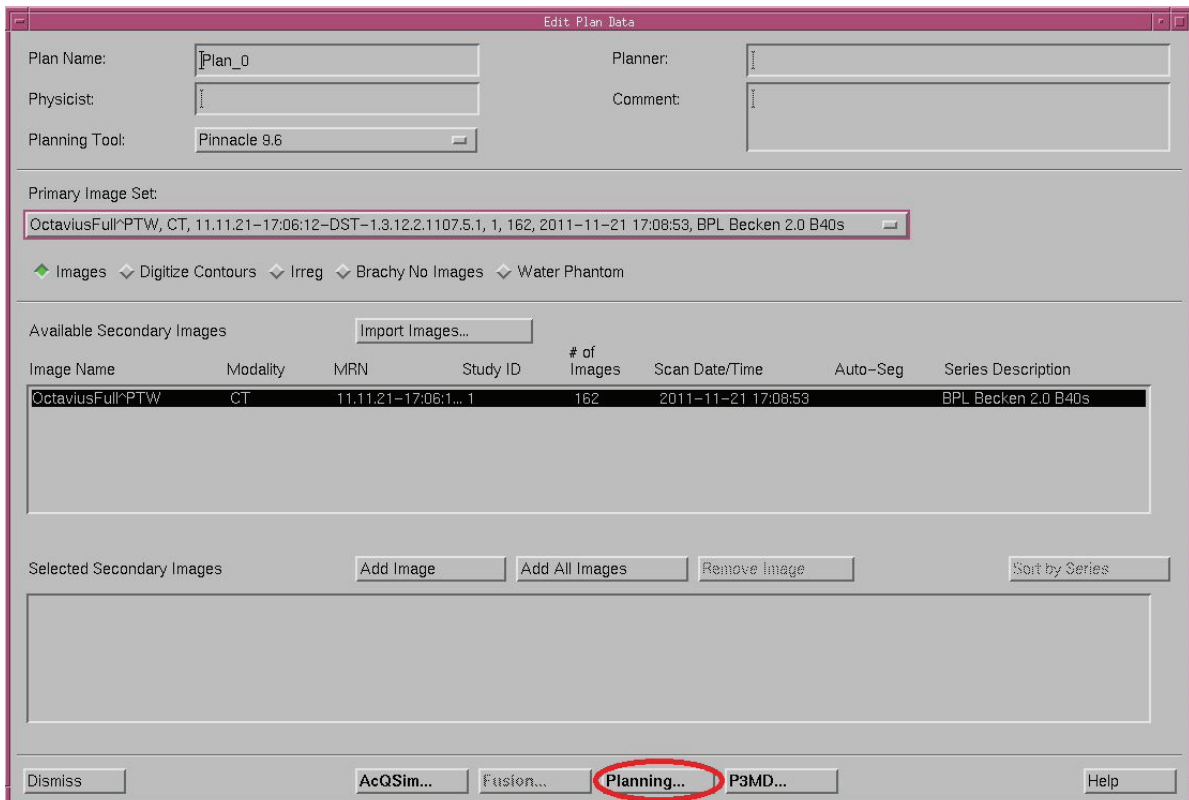 Edit Plan Data
Plan Name: Plan_0 Planner:
Physicist: Comment:
Planning Tool: Pinnacle 9.6
Primary Image Set:
OctaviusFull^PTW, CT, 11.11.21-17:06:12-DST-1.3.12.2.1107.5.1, 1, 162, 2011-11-21 17:08:53, BPL Becken 2.0 B40s
Images Digitize Contours Irreg Brachy No Images Water Phantom
Available Secondary Images Import Images...
# of
Image Name Modality MRN Study ID Images Scan Date/Time Auto-Seg Series Description
OctaviusFull^PTW CT 11.11.21-17:06:1... 1 162 2011-11-21 17:08:53 BPL Becken 2.0 B40s
Selected Secondary Images Add Image Add All Images Remove Image Sort by Series
Dismiss AcQSim... Fusion... Planning... P3MD... Help